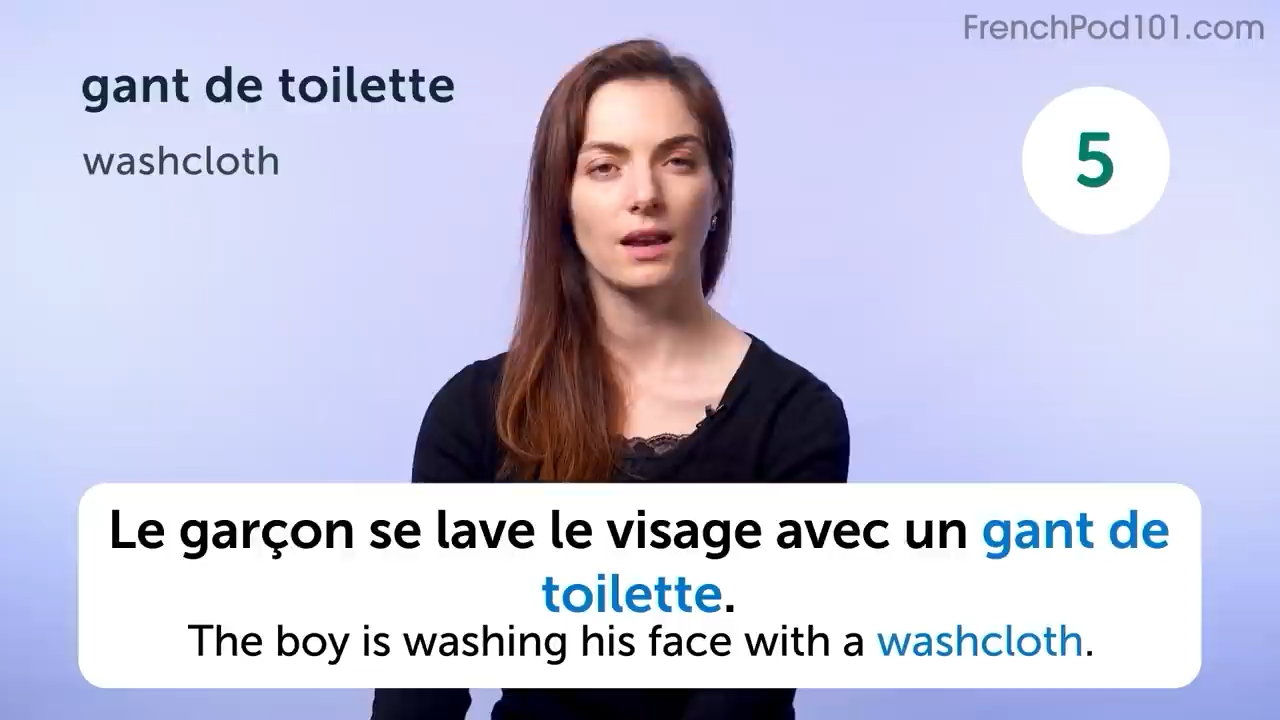 FrenchPod101.com
gant de toilette
washcloth
5
Le garçon se lave le visage avec un gant de
toilette.
The boy is washing his face with a washcloth.